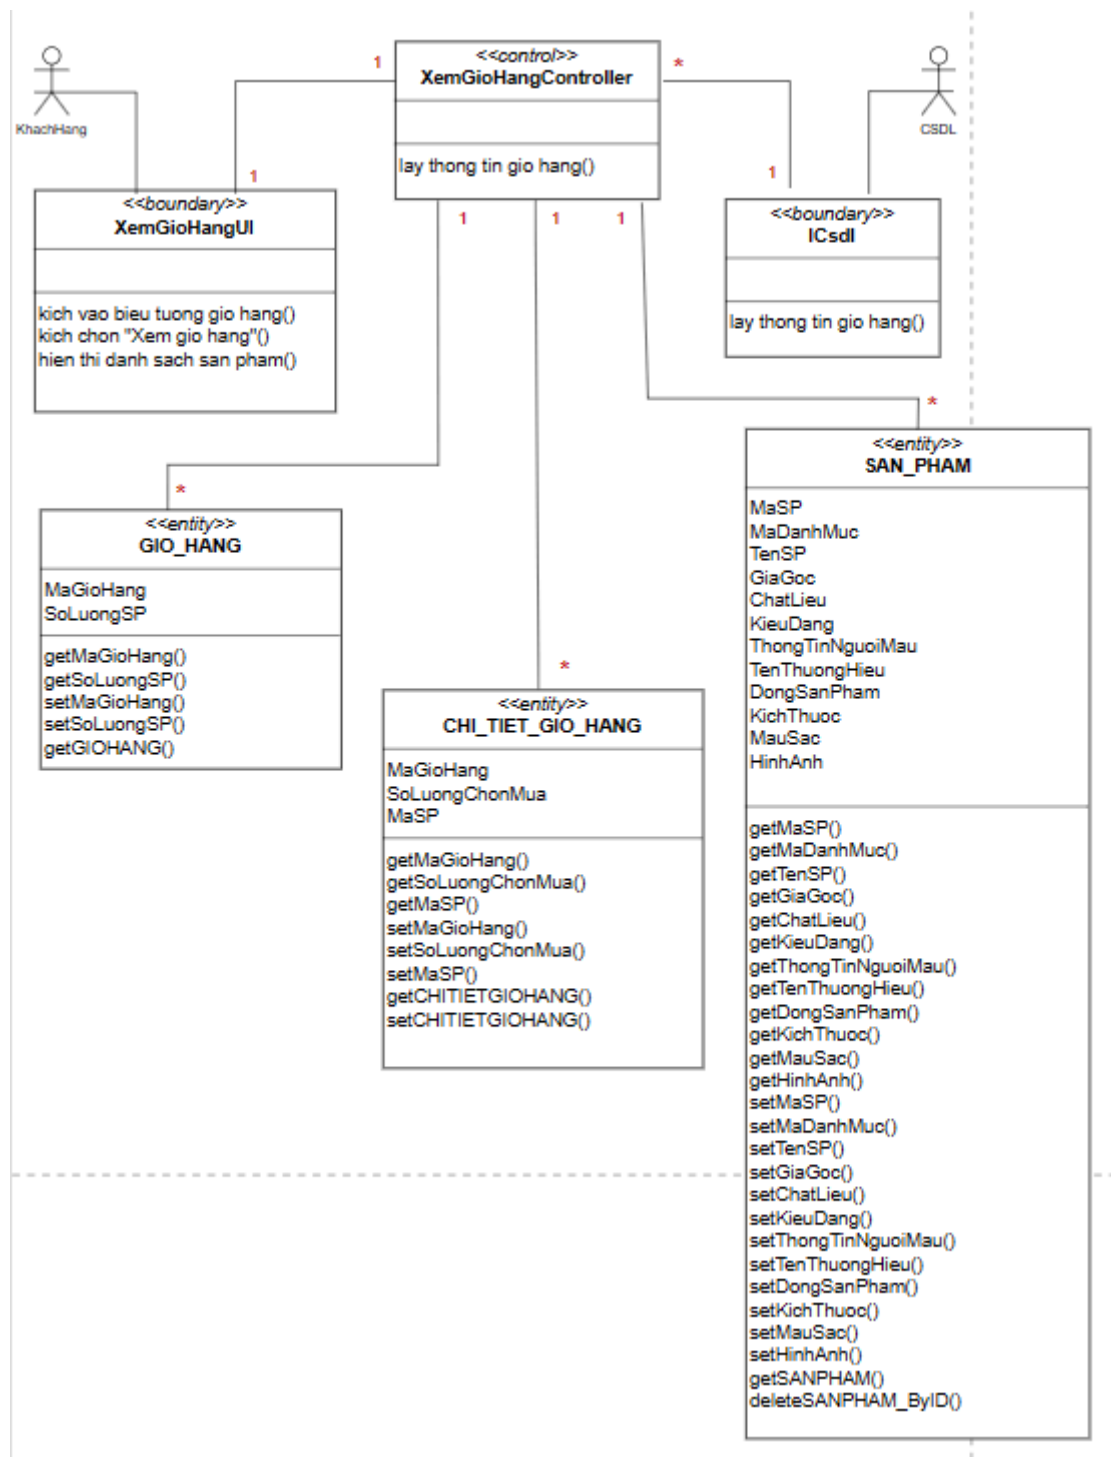 1
<<control>>
XemGioHangController
*
KhachHang
CSDL
lay thong tin gio hang()
1
1
<<boundary>>
XemGioHangUI
1
1
1
<<boundary>>
ICsdl
kich vao bieu tuong gio hang()
kich chon "Xem gio hang"()
hien thi danh sach san pham()
lay thong tin gio hang()
*
*
<<entity>>
GIO_HANG
MaGioHang
SoLuongSP
getMaGioHang()
getSoLuongSP()
setMaGioHang()
setSoLuongSP()
getGIOHANG()
*
<<entity>>
CHI_TIET_GIO_HANG
MaGioHang
SoLuongChonMua
MaSP
getMaGioHang()
getSoLuongChonMua()
getMaSP()
setMaGioHang()
setSoLuongChonMua()
setMaSP()
getCHITIETGIOHANG()
setCHITIETGIOHANG()
<<entity>>
SAN_PHAM
MaSP
MaDanhMuc
TenSP
GiaGoc
ChatLieu
KieuDang
ThongTinNguoiMau
TenThuongHieu
DongSanPham
KichThuoc
MauSac
HinhAnh
getMaSP()
getMaDanhMuc()
getTenSP()
getGiaGoc()
getChatLieu()
getKieuDang()
getThongTinNguoiMau()
getTenThuongHieu()
getDongSanPham()
getKichThuoc()
getMauSac()
getHinhAnh()
setMaSP()
setMaDanhMuc()
setTenSP()
setGiaGoc()
setChatLieu()
setKieuDang()
setThongTinNguoiMau()
setTenThuongHieu()
setDongSanPham()
setKichThuoc()
setMauSac()
setHinhAnh()
getSANPHAM()
deleteSANPHAM_ByID()